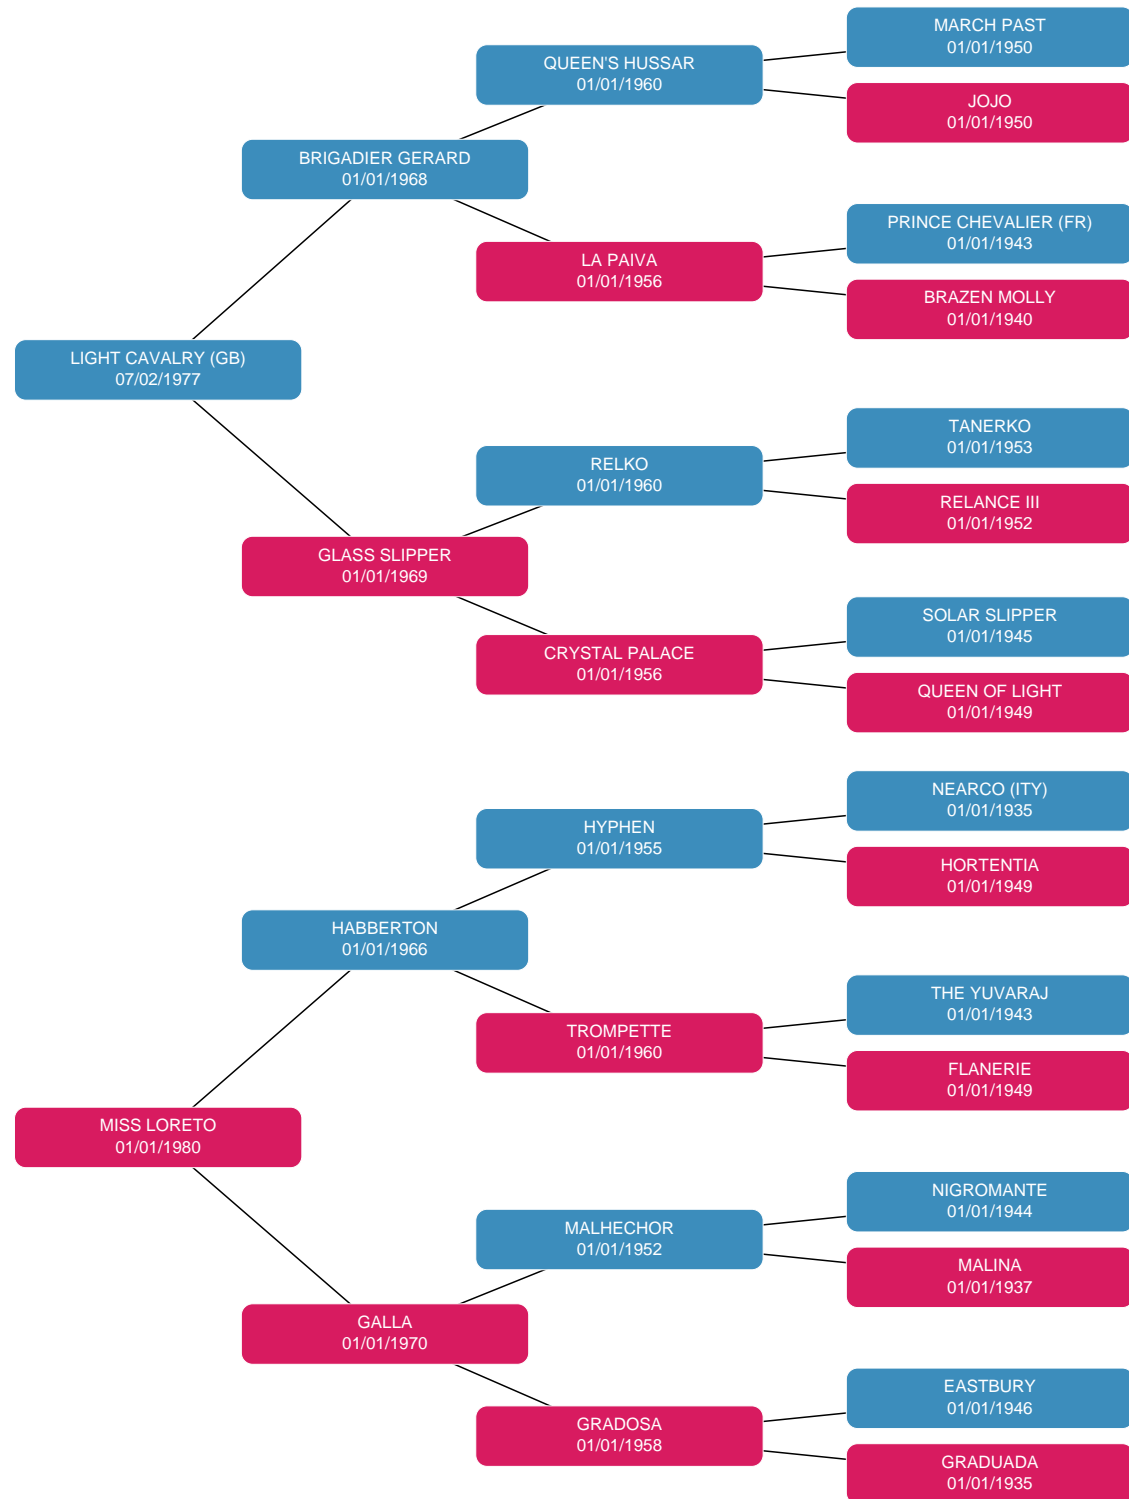 MARCH PAST
01/01/1950
QUEEN'S HUSSAR
01/01/1960
JOJO
01/01/1950
BRIGADIER GERARD
01/01/1968
PRINCE CHEVALIER (FR)
01/01/1943
LA PAIVA
01/01/1956
BRAZEN MOLLY
01/01/1940
LIGHT CAVALRY (GB)
07/02/1977
TANERKO
01/01/1953
RELKO
01/01/1960
RELANCE III
01/01/1952
GLASS SLIPPER
01/01/1969
SOLAR SLIPPER
01/01/1945
CRYSTAL PALACE
01/01/1956
QUEEN OF LIGHT
01/01/1949
NEARCO (ITY)
01/01/1935
HYPHEN
01/01/1955
HORTENTIA
01/01/1949
HABBERTON
01/01/1966
THE YUVARAJ
01/01/1943
TROMPETTE
01/01/1960
FLANERIE
01/01/1949
MISS LORETO
01/01/1980
NIGROMANTE
01/01/1944
MALHECHOR
01/01/1952
MALINA
01/01/1937
GALLA
01/01/1970
EASTBURY
01/01/1946
GRADOSA
01/01/1958
GRADUADA
01/01/1935